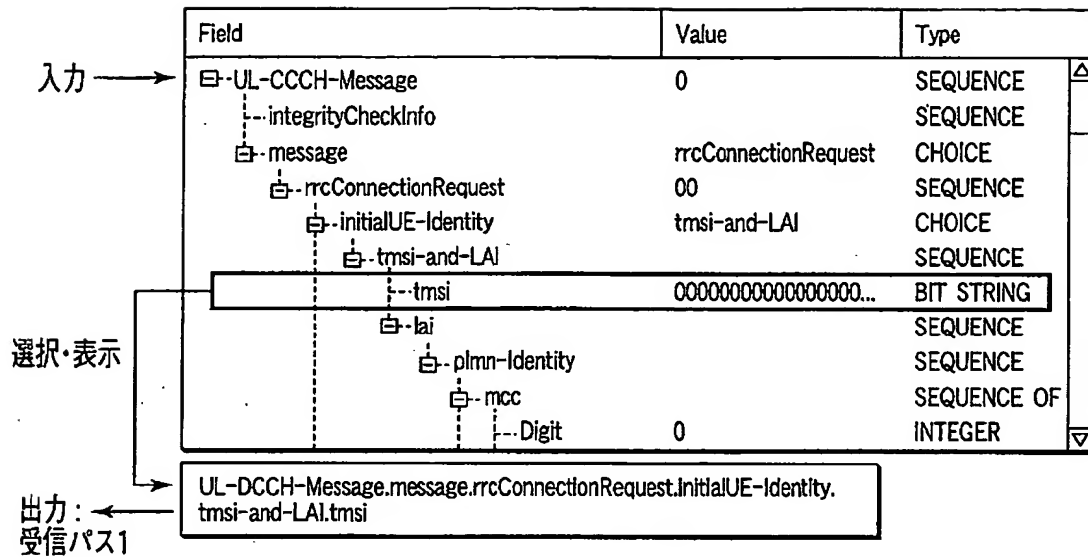 Field Value Type
入力 UL-CCCH-Message 0 SEQUENCE
integrityCheckInfo SEQUENCE
message rrcConnectionRequest CHOICE
rrcConnectionRequest 00 SEQUENCE
initialUE-Identity tmsi-and-LAI CHOICE
tmsi-and-LAI SEQUENCE
tmsi 00000000000000000... BIT STRING
lai SEQUENCE
選択・表示 plmn-Identity SEQUENCE
mcc SEQUENCE OF
Digit 0 INTEGER
UL-DCCH-Message.message.rrcConnectionRequest.InitialUE-Identity.
出力： tmsi-and-LAI.tmsi
受信パス1